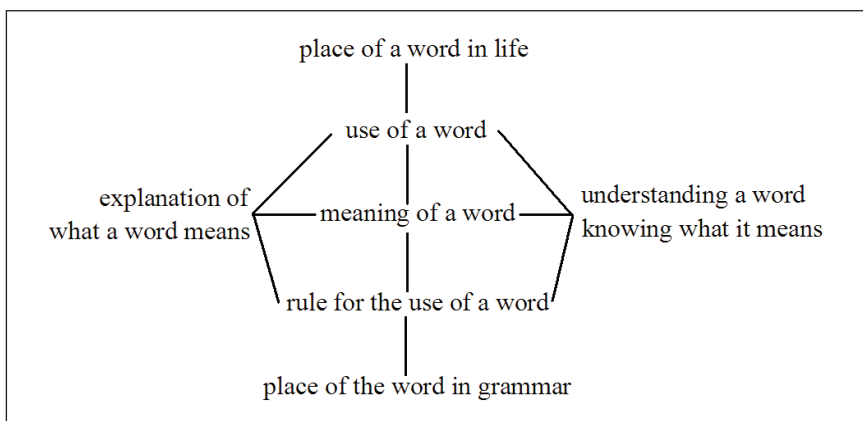 place of a word in life
use of a word
explanation of
what a word means
meaning of a word
understanding a word
knowing what it means
rule for the use of a word
place of the word in grammar